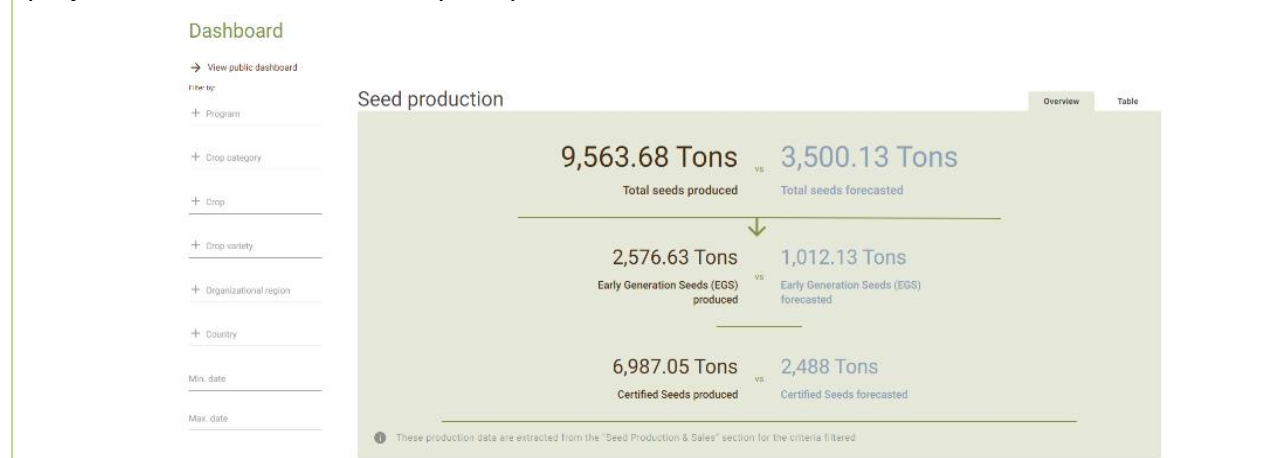 Dashboard
→ View public dashboard
Filter by:
+ Program
+ Crop category
+ Crop
+ Crop variety
+ Organizational region
+ Country
Min. date
Max. date
Seed production
Overview Table
9,563.68 Tons vs 3,500.13 Tons
Total seeds produced Total seeds forecasted
2,576.63 Tons vs 1,012.13 Tons
Early Generation Seeds (EGS) Early Generation Seeds (EGS)
produced forecasted
6,987.05 Tons vs 2,488 Tons
Certified Seeds produced Certified Seeds forecasted
These production data are extracted from the "Seed Production & Sales" section for the criteria filtered